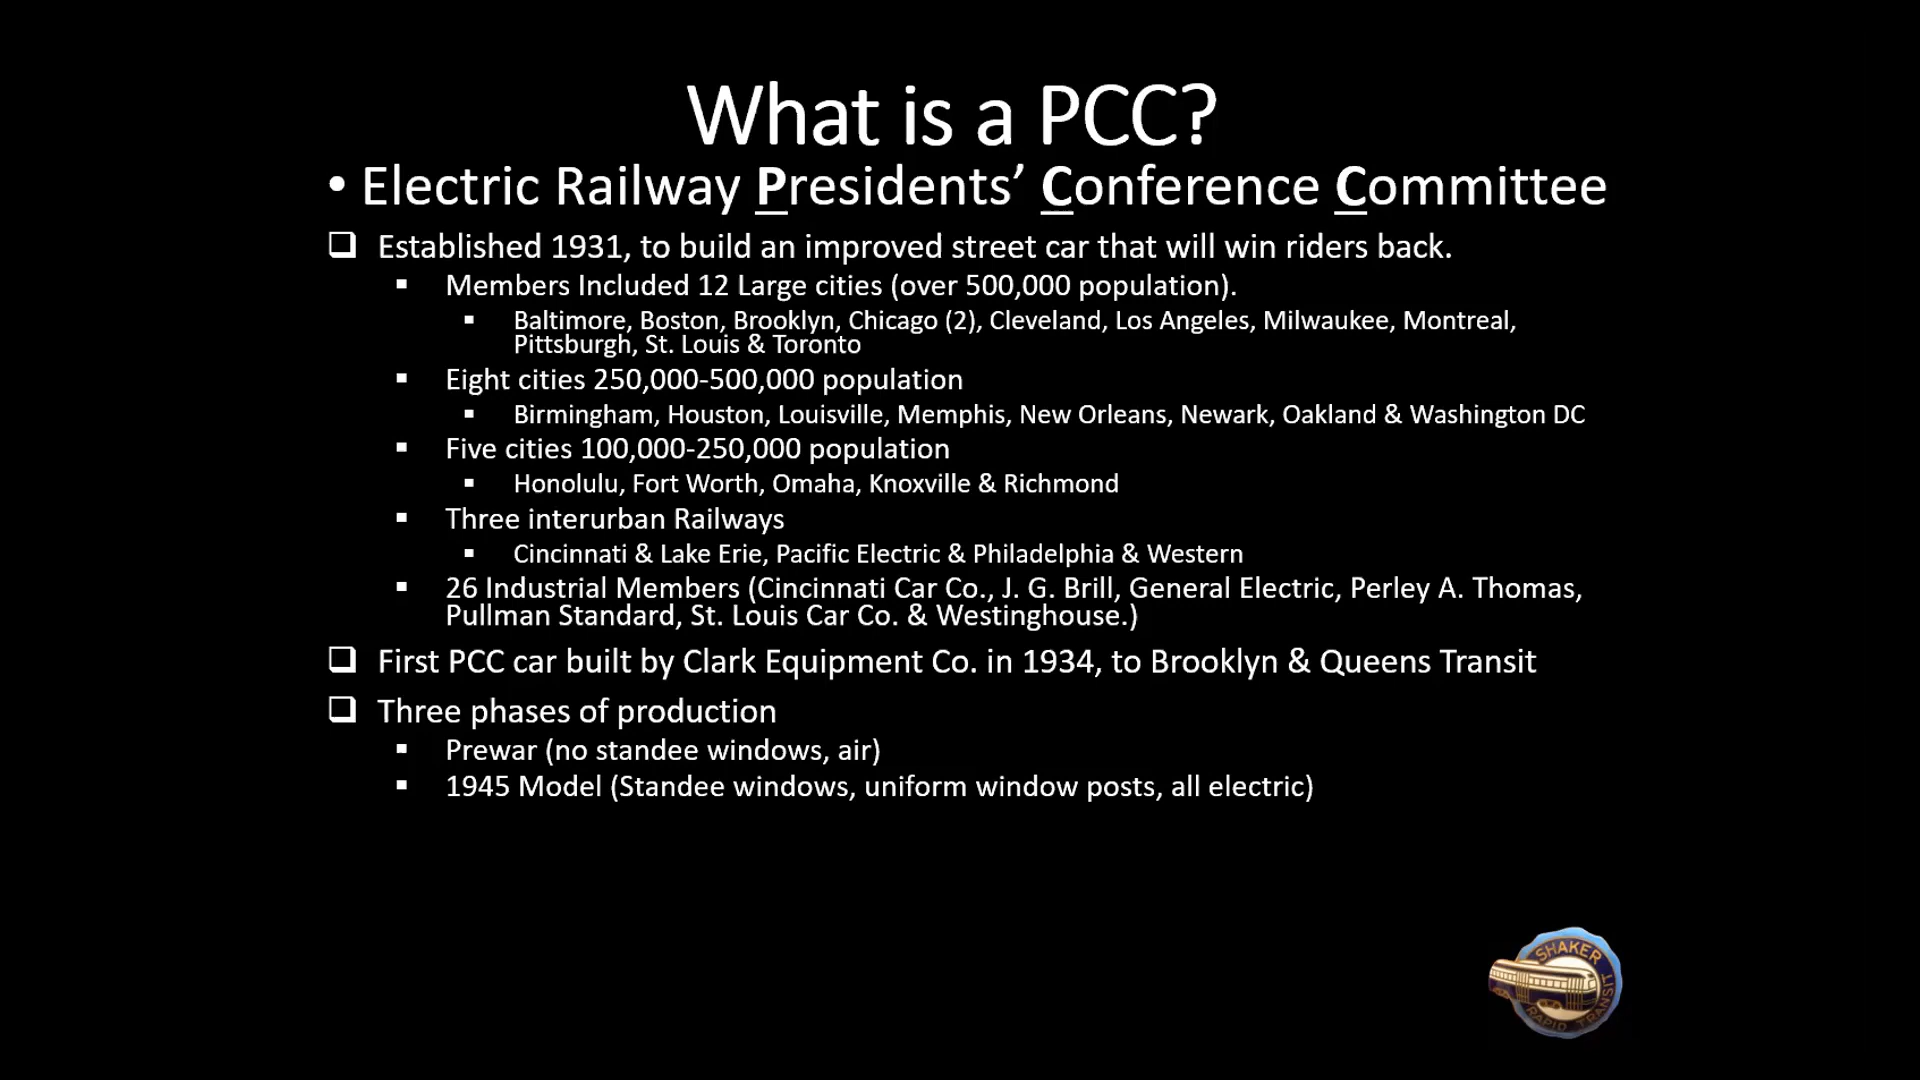 What is a PCC?
• Electric Railway Presidents’ Conference Committee
❑ Established 1931, to build an improved street car that will win riders back.
▪ Members Included 12 Large cities (over 500,000 population).
▪ Baltimore, Boston, Brooklyn, Chicago (2), Cleveland, Los Angeles, Milwaukee, Montreal,
Pittsburgh, St. Louis & Toronto
▪ Eight cities 250,000-500,000 population
▪ Birmingham, Houston, Louisville, Memphis, New Orleans, Newark, Oakland & Washington DC
▪ Five cities 100,000-250,000 population
▪ Honolulu, Fort Worth, Omaha, Knoxville & Richmond
▪ Three interurban Railways
▪ Cincinnati & Lake Erie, Pacific Electric & Philadelphia & Western
▪ 26 Industrial Members (Cincinnati Car Co., J. G. Brill, General Electric, Perley A. Thomas,
Pullman Standard, St. Louis Car Co. & Westinghouse.)
❑ First PCC car built by Clark Equipment Co. in 1934, to Brooklyn & Queens Transit
❑ Three phases of production
▪ Prewar (no standee windows, air)
▪ 1945 Model (Standee windows, uniform window posts, all electric)
SHAKER
RAPID TRANSIT